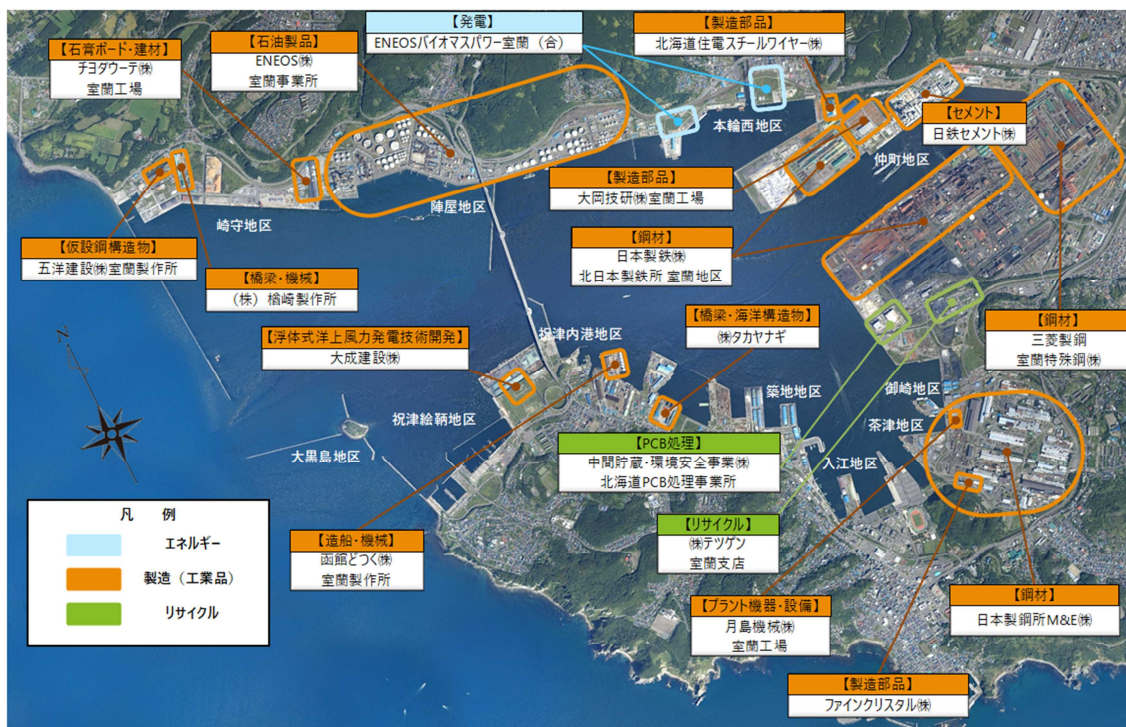 【石膏ボード・建材】
チヨダウーテ㈱
室蘭工場
【石油製品】
ENEOS㈱
室蘭事業所
【発電】
ENEOSバイオマスパワー室蘭（合）
【製造部品】
北海道住電スチールワイヤー㈱
本輪西地区
【セメント】
日鉄セメント㈱
仲町地区
【製造部品】
大岡技研㈱室蘭工場
陣屋地区
崎守地区
【仮設鋼構造物】
五洋建設㈱室蘭製作所
【橋梁・機械】
（株）楢崎製作所
【鋼材】
日本製鉄㈱
北日本製鉄所 室蘭地区
【浮体式洋上風力発電技術開発】
大成建設㈱
祝津内港地区
【橋梁・海洋構造物】
㈱タカヤナギ
【鋼材】
三菱製鋼
室蘭特殊鋼㈱
N
祝津絵鞆地区
築地地区
御崎地区
茶津地区
大黒島地区
【PCB処理】
中間貯蔵・環境安全事業㈱
北海道PCB処理事業所
入江地区
凡 例
エネルギー
製造（工業品）
リサイクル
【造船・機械】
函館どつく㈱
室蘭製作所
【リサイクル】
㈱テツゲン
室蘭支店
【プラント機器・設備】
月島機械㈱
室蘭工場
【鋼材】
日本製鋼所M&E㈱
【製造部品】
ファインクリスタル㈱